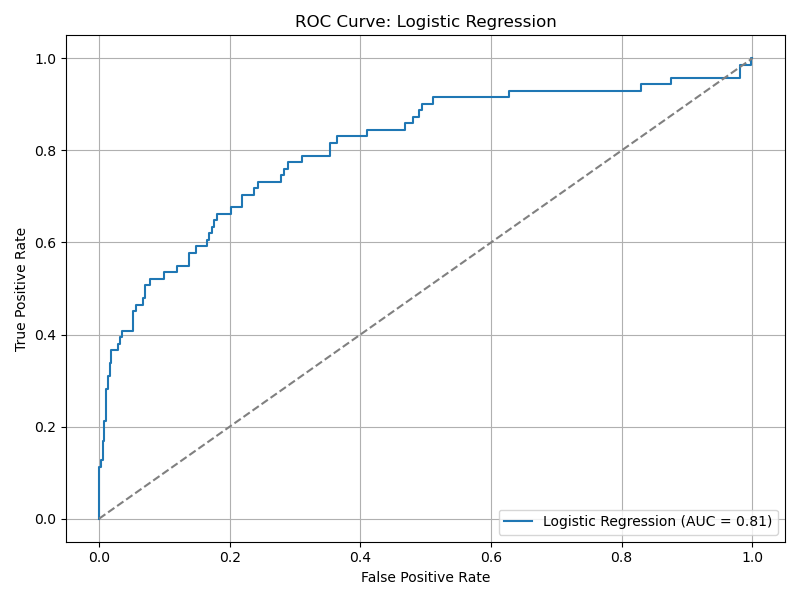 ROC Curve: Logistic Regression
1.0
0.8
0.6
0.4
0.2
0.0
True Positive Rate
Logistic Regression (AUC = 0.81)
0.0 0.2 0.4 0.6 0.8 1.0
False Positive Rate